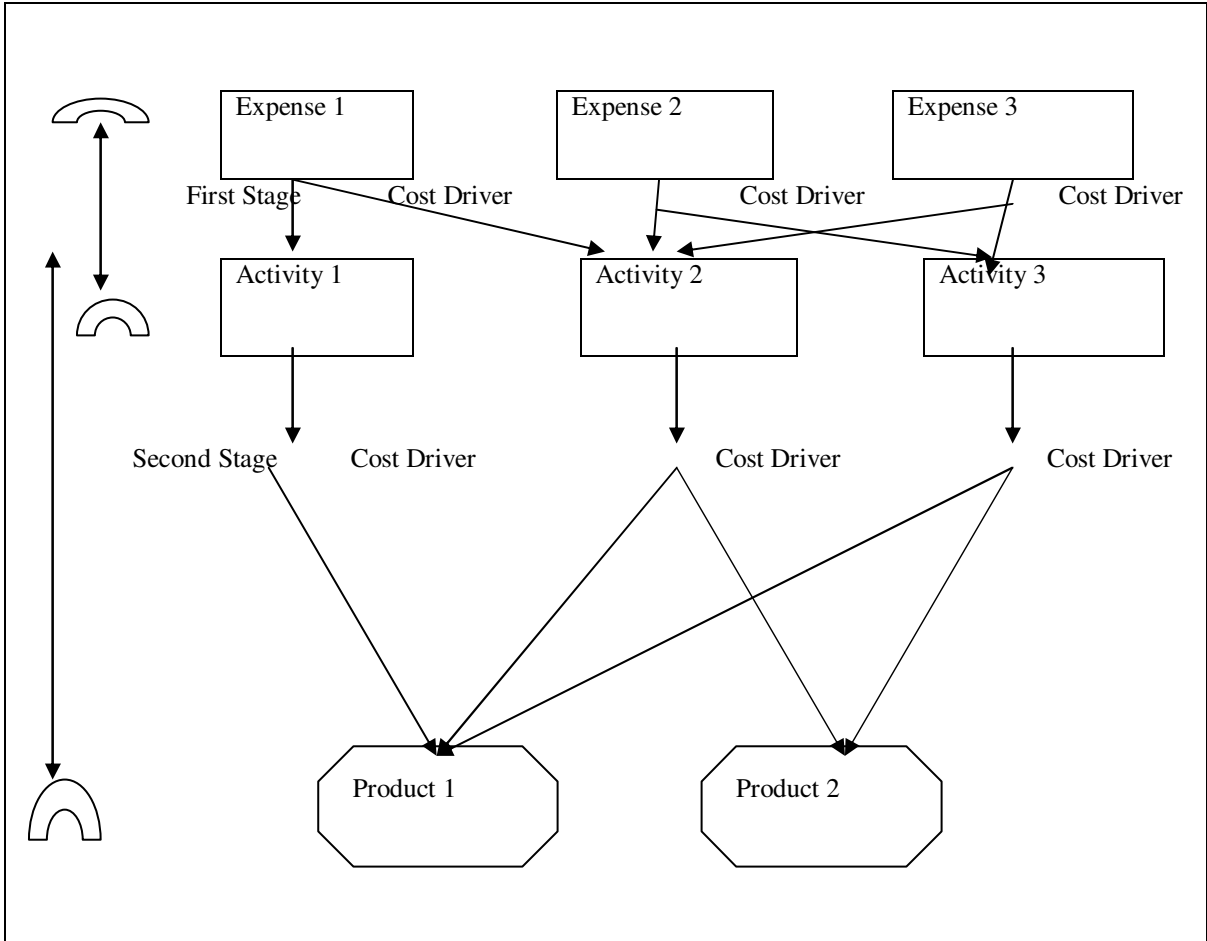 Expense 1 Expense 2 Expense 3
First Stage Cost Driver Cost Driver Cost Driver
Activity 1 Activity 2 Activity 3
Second Stage Cost Driver Cost Driver Cost Driver
Product 1 Product 2